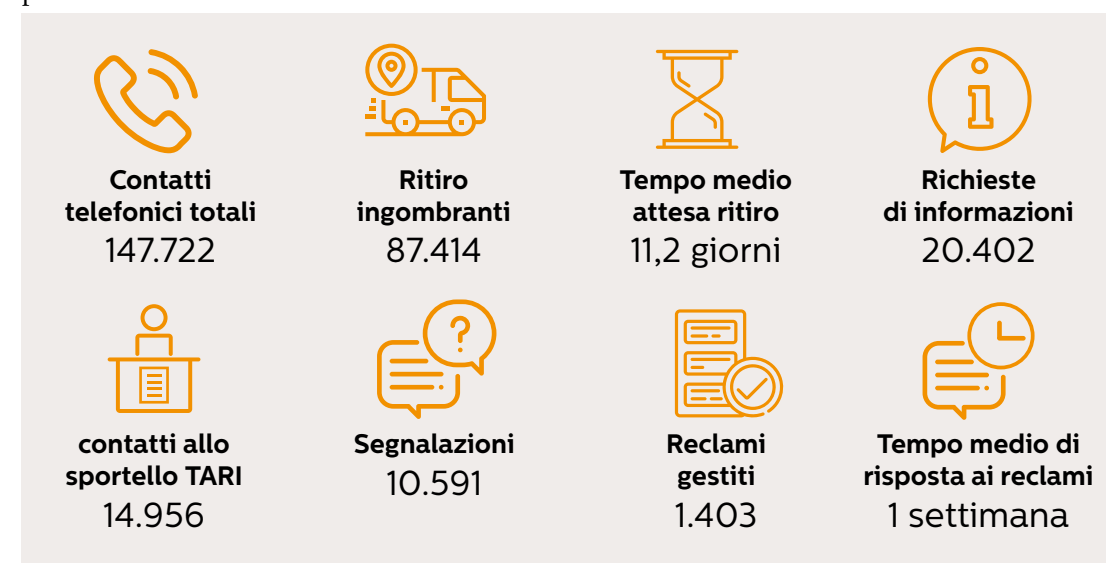 Contatti
telefonici totali
147.722
Ritiro
ingombranti
87.414
Tempo medio
attesa ritiro
11,2 giorni
Richieste
di informazioni
20.402
contatti allo
sportello TARI
14.956
Segnalazioni
10.591
Reclami
gestiti
1.403
Tempo medio di
risposta ai reclami
1 settimana